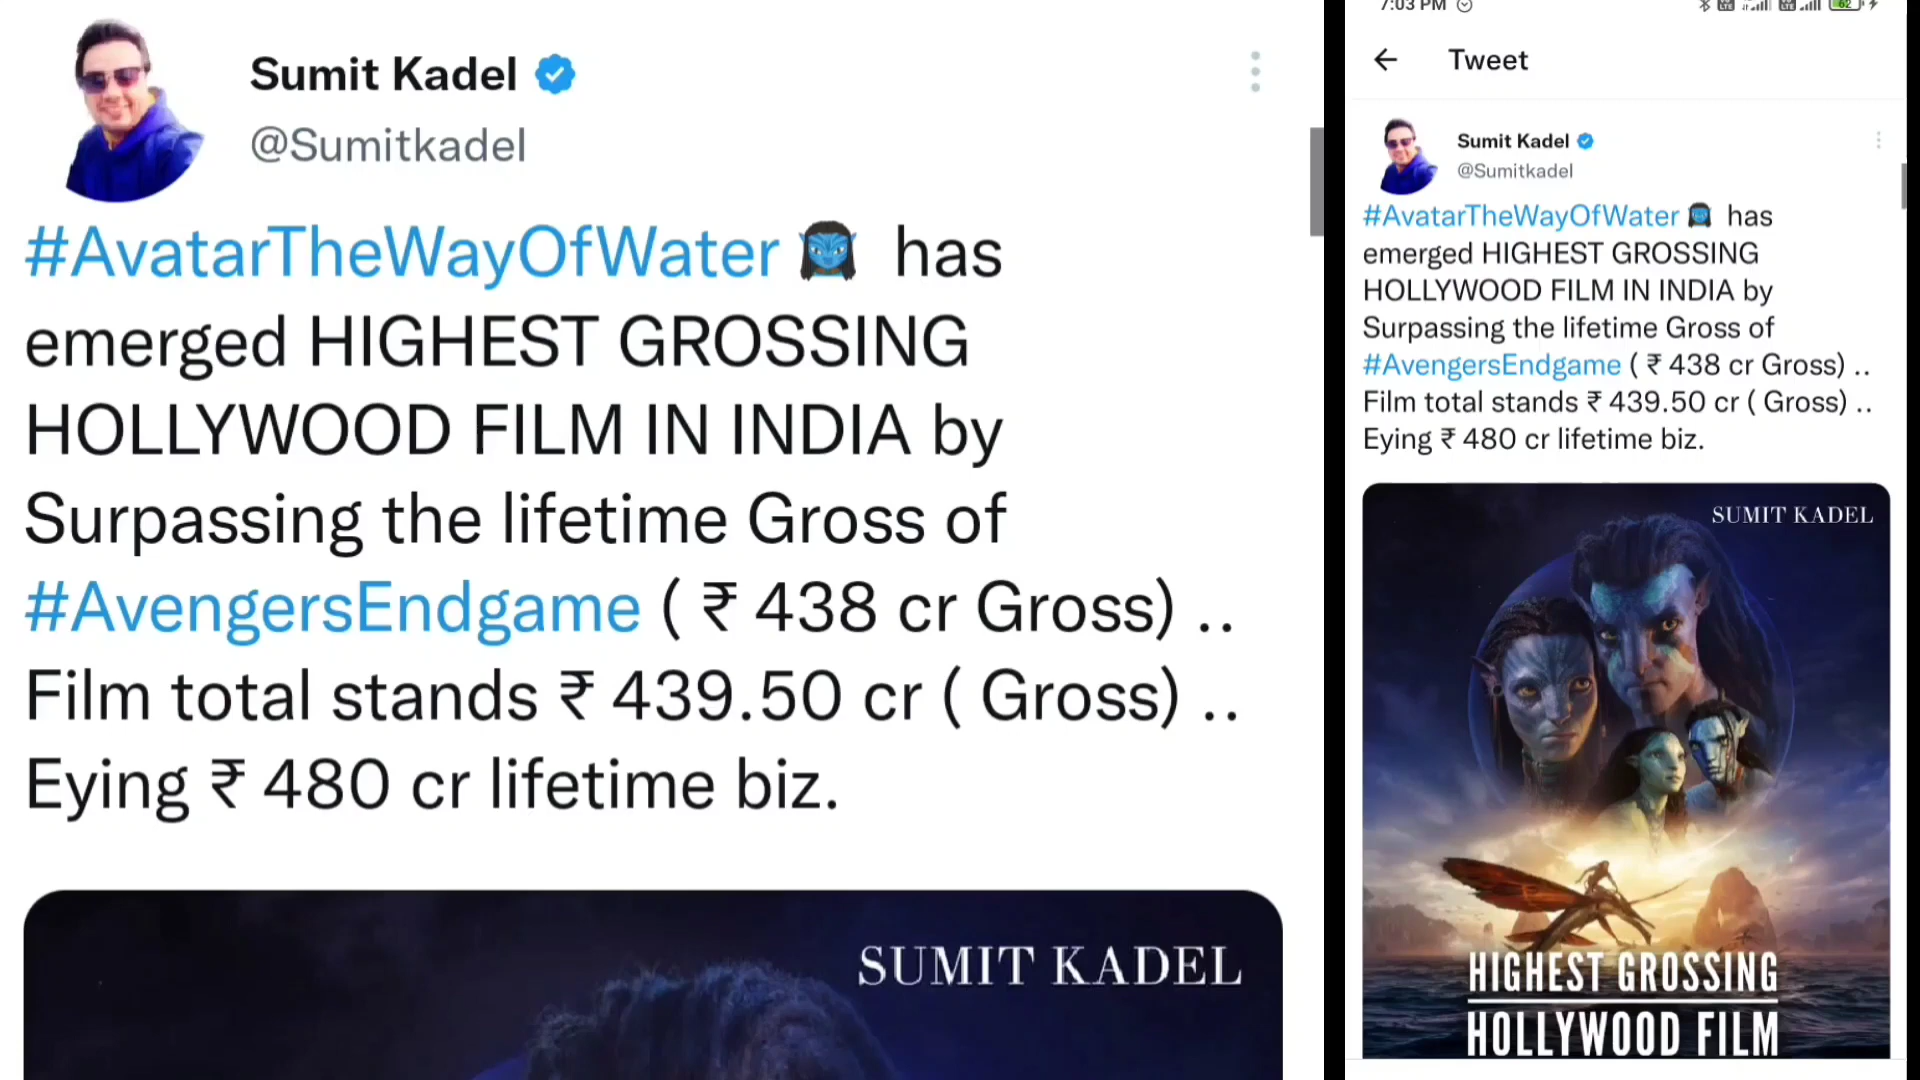 Sumit Kadel
@Sumitkadel
#AvatarTheWayOfWater has
emerged HIGHEST GROSSING
HOLLYWOOD FILM IN INDIA by
Surpassing the lifetime Gross of
#AvengersEndgame ( ₹ 438 cr Gross) ..
Film total stands ₹ 439.50 cr ( Gross) ..
Eying ₹ 480 cr lifetime biz.
SUMIT KADEL
7:03 PM
62
Tweet
Sumit Kadel
@Sumitkadel
#AvatarTheWayOfWater has
emerged HIGHEST GROSSING
HOLLYWOOD FILM IN INDIA by
Surpassing the lifetime Gross of
#AvengersEndgame ( ₹ 438 cr Gross) ..
Film total stands ₹ 439.50 cr ( Gross) ..
Eying ₹ 480 cr lifetime biz.
SUMIT KADEL
HIGHEST GROSSING
HOLLYWOOD FILM